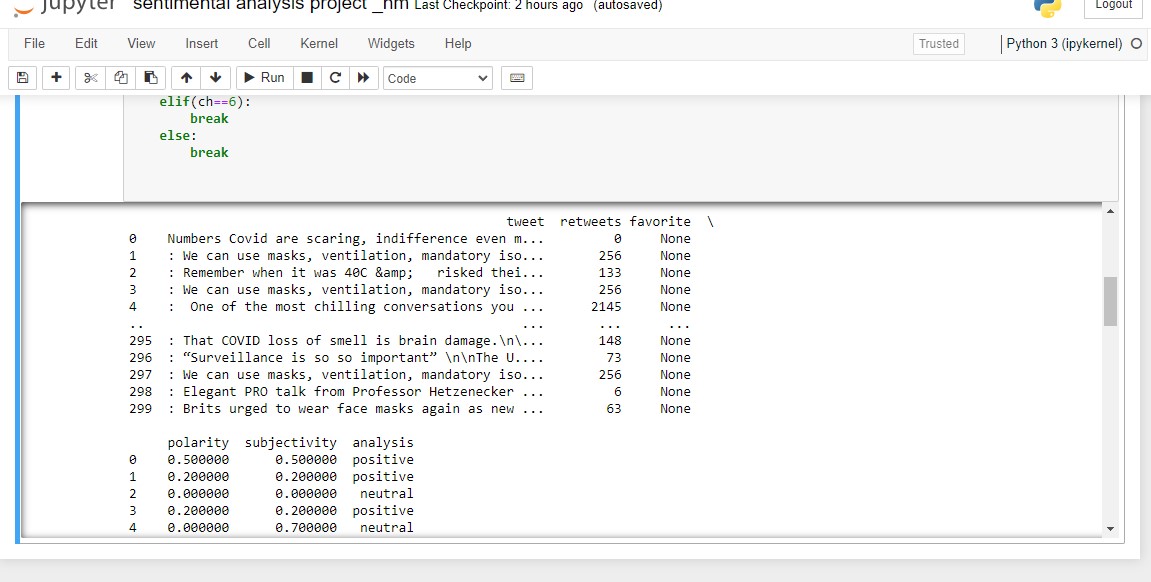 jupyter sentimental analysis project _nm Last Checkpoint: 2 hours ago (autosaved) Logout
File Edit View Insert Cell Kernel Widgets Help Trusted Python 3 (ipykernel)
Run Code
elif(ch==6):
break
else:
break
tweet retweets favorite \
0 Numbers Covid are scaring, indifference even m... 0 None
1 : We can use masks, ventilation, mandatory iso... 256 None
2 : Remember when it was 40C &amp; risked thei... 133 None
3 : We can use masks, ventilation, mandatory iso... 256 None
4 : One of the most chilling conversations you ... 2145 None
.. ... ... ...
295 : That COVID loss of smell is brain damage.\n\... 148 None
296 : “Surveillance is so so important” \n\nThe U.... 73 None
297 : We can use masks, ventilation, mandatory iso... 256 None
298 : Elegant PRO talk from Professor Hetzenecker ... 6 None
299 : Brits urged to wear face masks again as new ... 63 None
polarity subjectivity analysis
0 0.500000 0.500000 positive
1 0.200000 0.200000 positive
2 0.000000 0.000000 neutral
3 0.200000 0.200000 positive
4 0.000000 0.700000 neutral